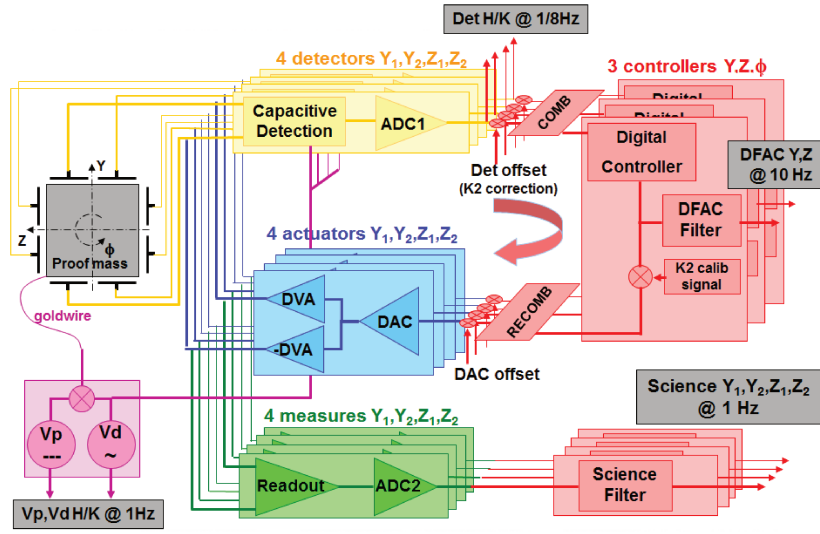 Det H/K @ 1/8Hz
4 detectors Y₁,Y₂,Z₁,Z₂
3 controllers Y,Z,ϕ
Capacitive
Detection
ADC1
COMB
Digital
Digital
Digital
Controller
DFAC Y,Z
@ 10 Hz
Det offset
(K2 correction)
DFAC
Filter
Y
Z
ϕ
Proof mass
4 actuators Y₁,Y₂,Z₁,Z₂
K2 calib
signal
DVA
-DVA
DAC
RECOMB
goldwire
DAC offset
Science Y₁,Y₂,Z₁,Z₂
@ 1 Hz
Vp
---
Vd
~
4 measures Y₁,Y₂,Z₁,Z₂
Readout
ADC2
Science
Filter
Vp,Vd H/K @ 1Hz